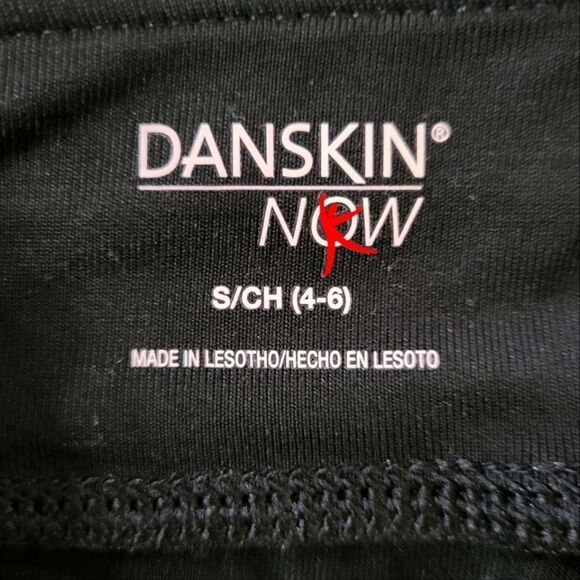 DANSKIN®
NOW
S/CH (4-6)
MADE IN LESOTHO/HECHO EN LESOTO